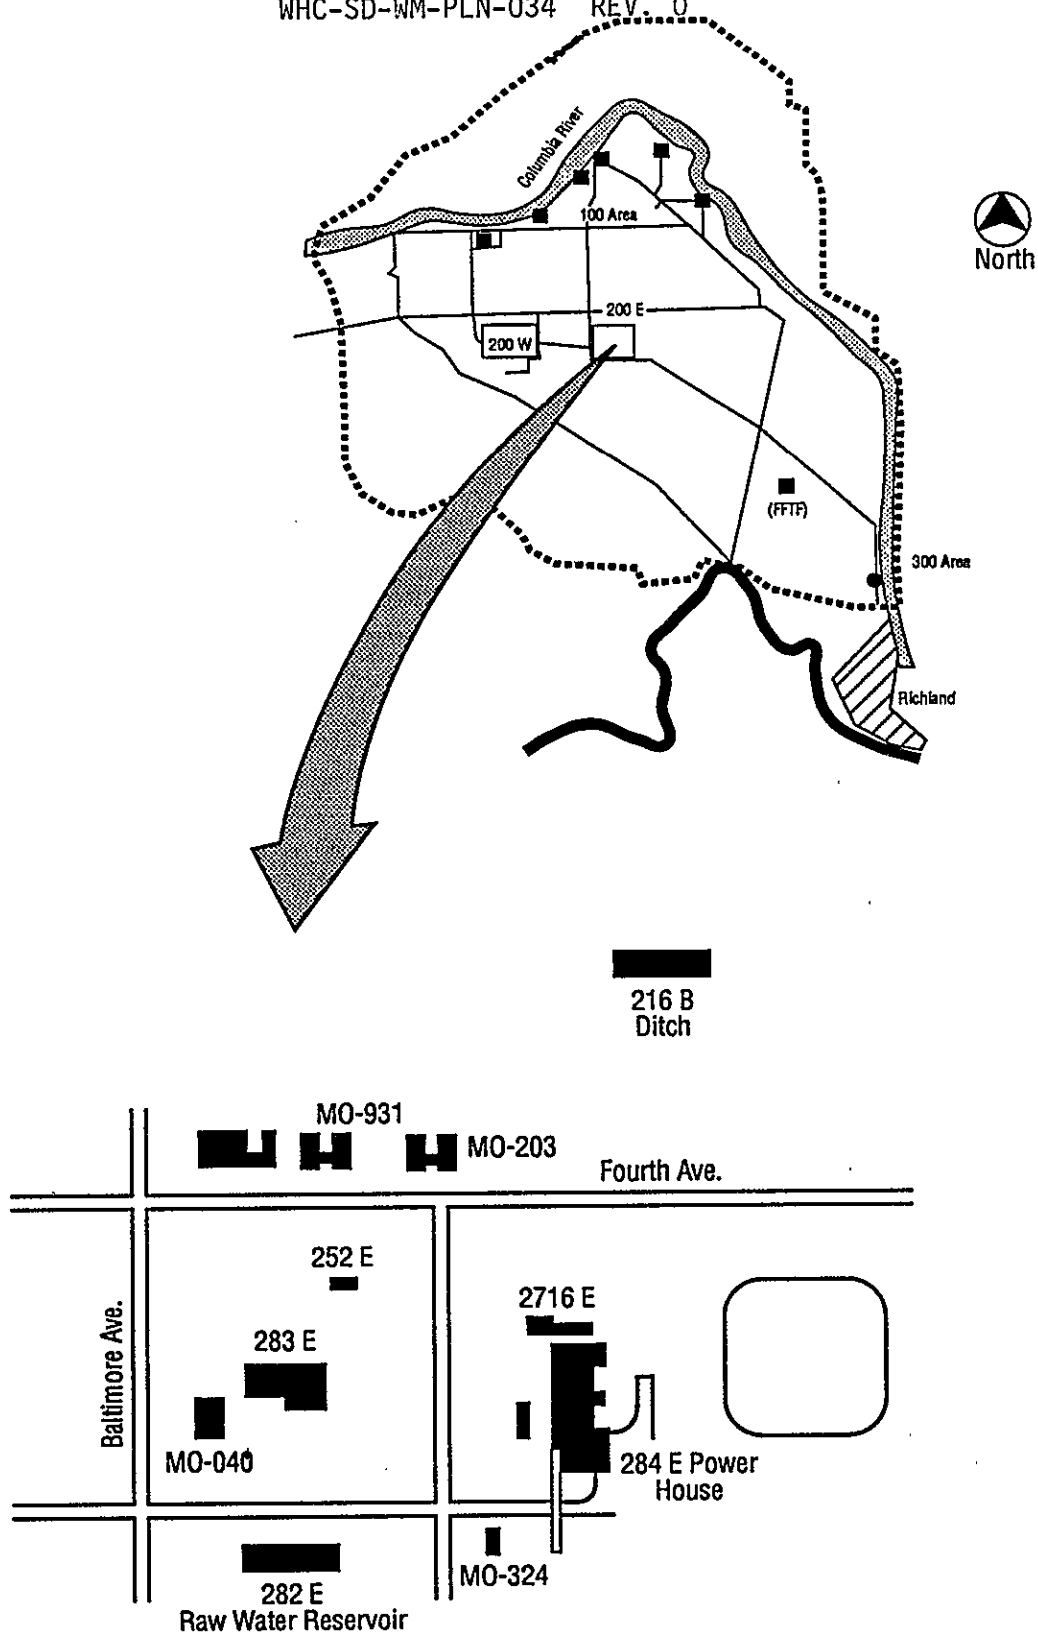 WHC-SD-WM-PLN-034 REV. 0
Columbia River
100 Area
North
200 E
200 W
(FFTF)
300 Area
Richland
216 B
Ditch
MO-931
MO-203
Fourth Ave.
252 E
2716 E
Baltimore Ave.
283 E
MO-040
284 E Power
House
MO-324
282 E
Raw Water Reservoir